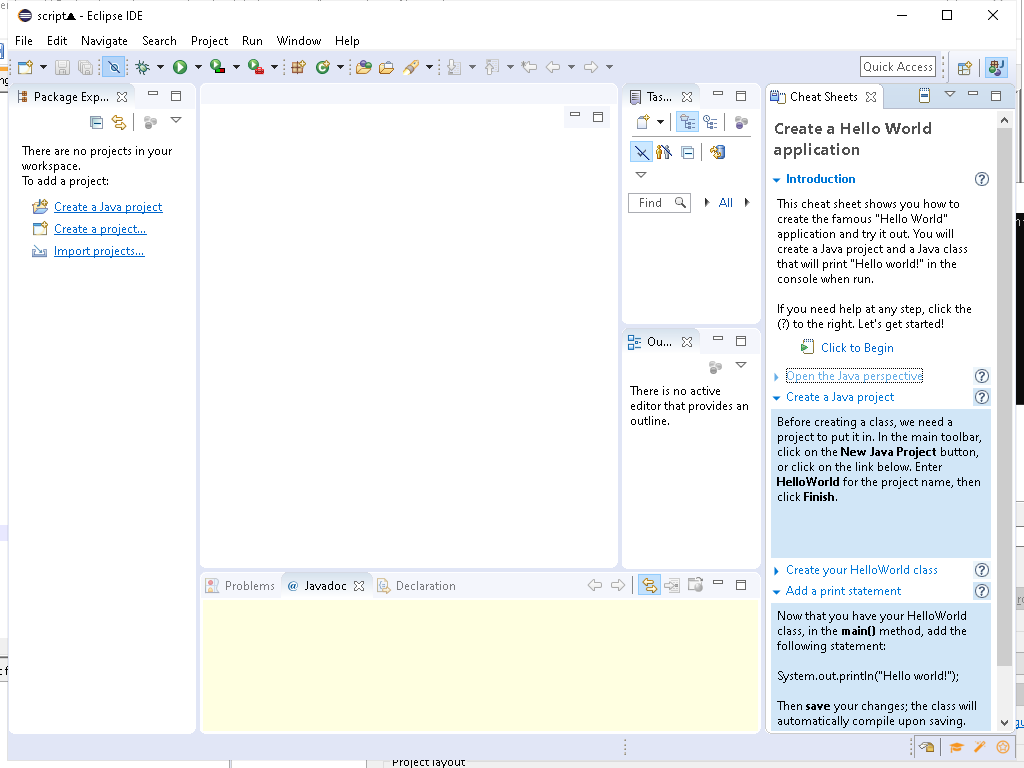 script▲ - Eclipse IDE
File Edit Navigate Search Project Run Window Help
Quick Access
Package Exp...
There are no projects in your
workspace.
To add a project:
Create a Java project
Create a project...
Import projects...
Tas...
Find
All
Ou...
There is no active
editor that provides an
outline.
Problems
@ Javadoc
Declaration
Cheat Sheets
Create a Hello World
application
Introduction
This cheat sheet shows you how to
create the famous "Hello World"
application and try it out. You will
create a Java project and a Java class
that will print "Hello world!" in the
console when run.
If you need help at any step, click the
(?) to the right. Let's get started!
Click to Begin
Open the Java perspective
Create a Java project
Before creating a class, we need a
project to put it in. In the main toolbar,
click on the New Java Project button,
or click on the link below. Enter
HelloWorld for the project name, then
click Finish.
Create your HelloWorld class
Add a print statement
Now that you have your HelloWorld
class, in the main() method, add the
following statement:
System.out.println("Hello world!");
Then save your changes; the class will
automatically compile upon saving.
Project layout